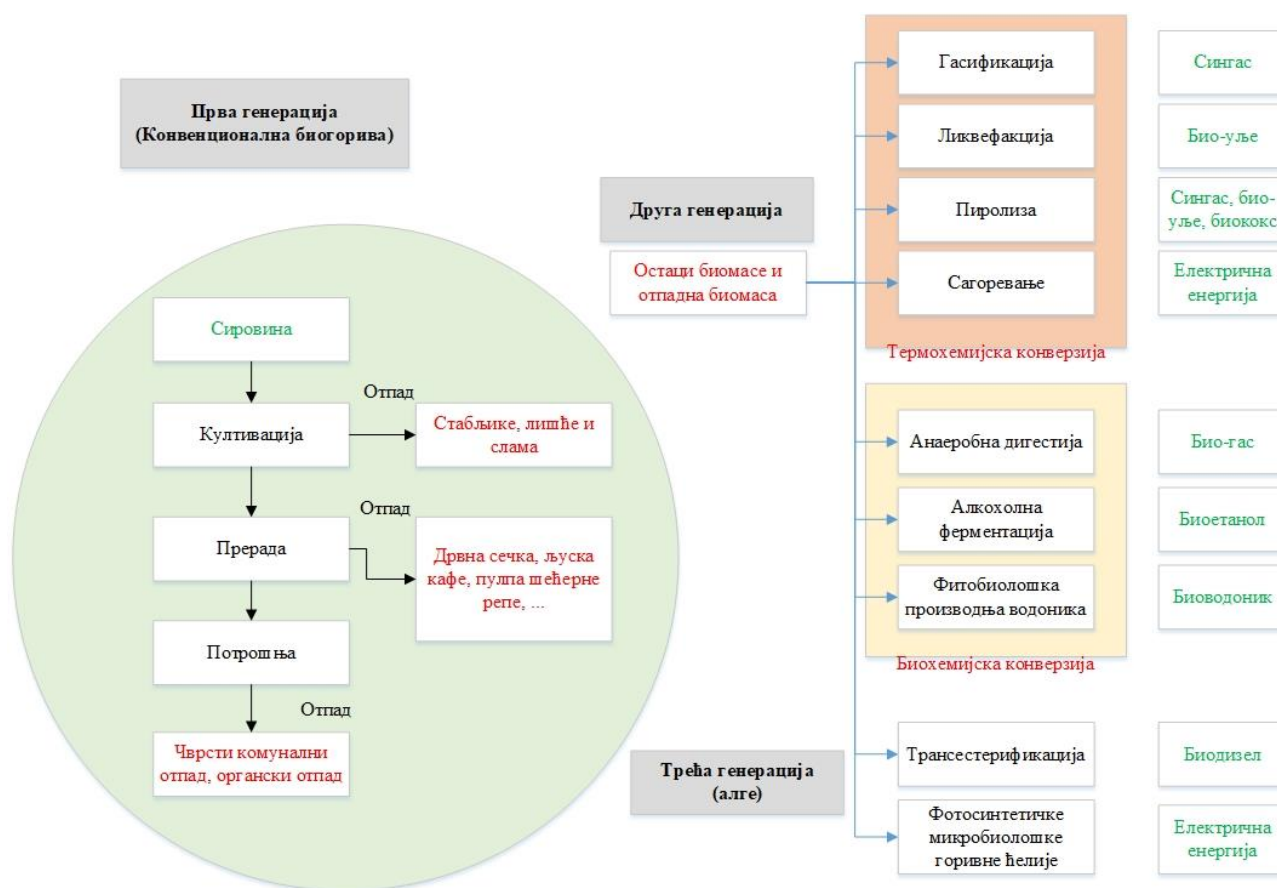 Прва генерација
(Конвенционална биогорива)
Сировина
Култивација
Отпад
Стабљике, лишће и
слама
Прерада
Отпад
Дрвна сечка, љуска
кафе, пулпа шећерне
репе, ...
Потрошња
Отпад
Чврсти комунални
отпад, органски отпад
Друга генерација
Остаци биомасе и
отпадна биомаса
Гасификација
Сингас
Ликвефакција
Био-уље
Пиролиза
Сингас, био-
уље, биококс
Сагоревање
Електрична
енергија
Термохемијска конверзија
Анаеробна дигестија
Био-гас
Алкохолна
ферментација
Биоетанол
Фитобиолошка
производња водоника
Биоводоник
Биохемијска конверзија
Трећа генерација
(алге)
Трансестерификација
Биодизел
Фотосинтетичке
микробиолошке
горивне ћелије
Електрична
енергија